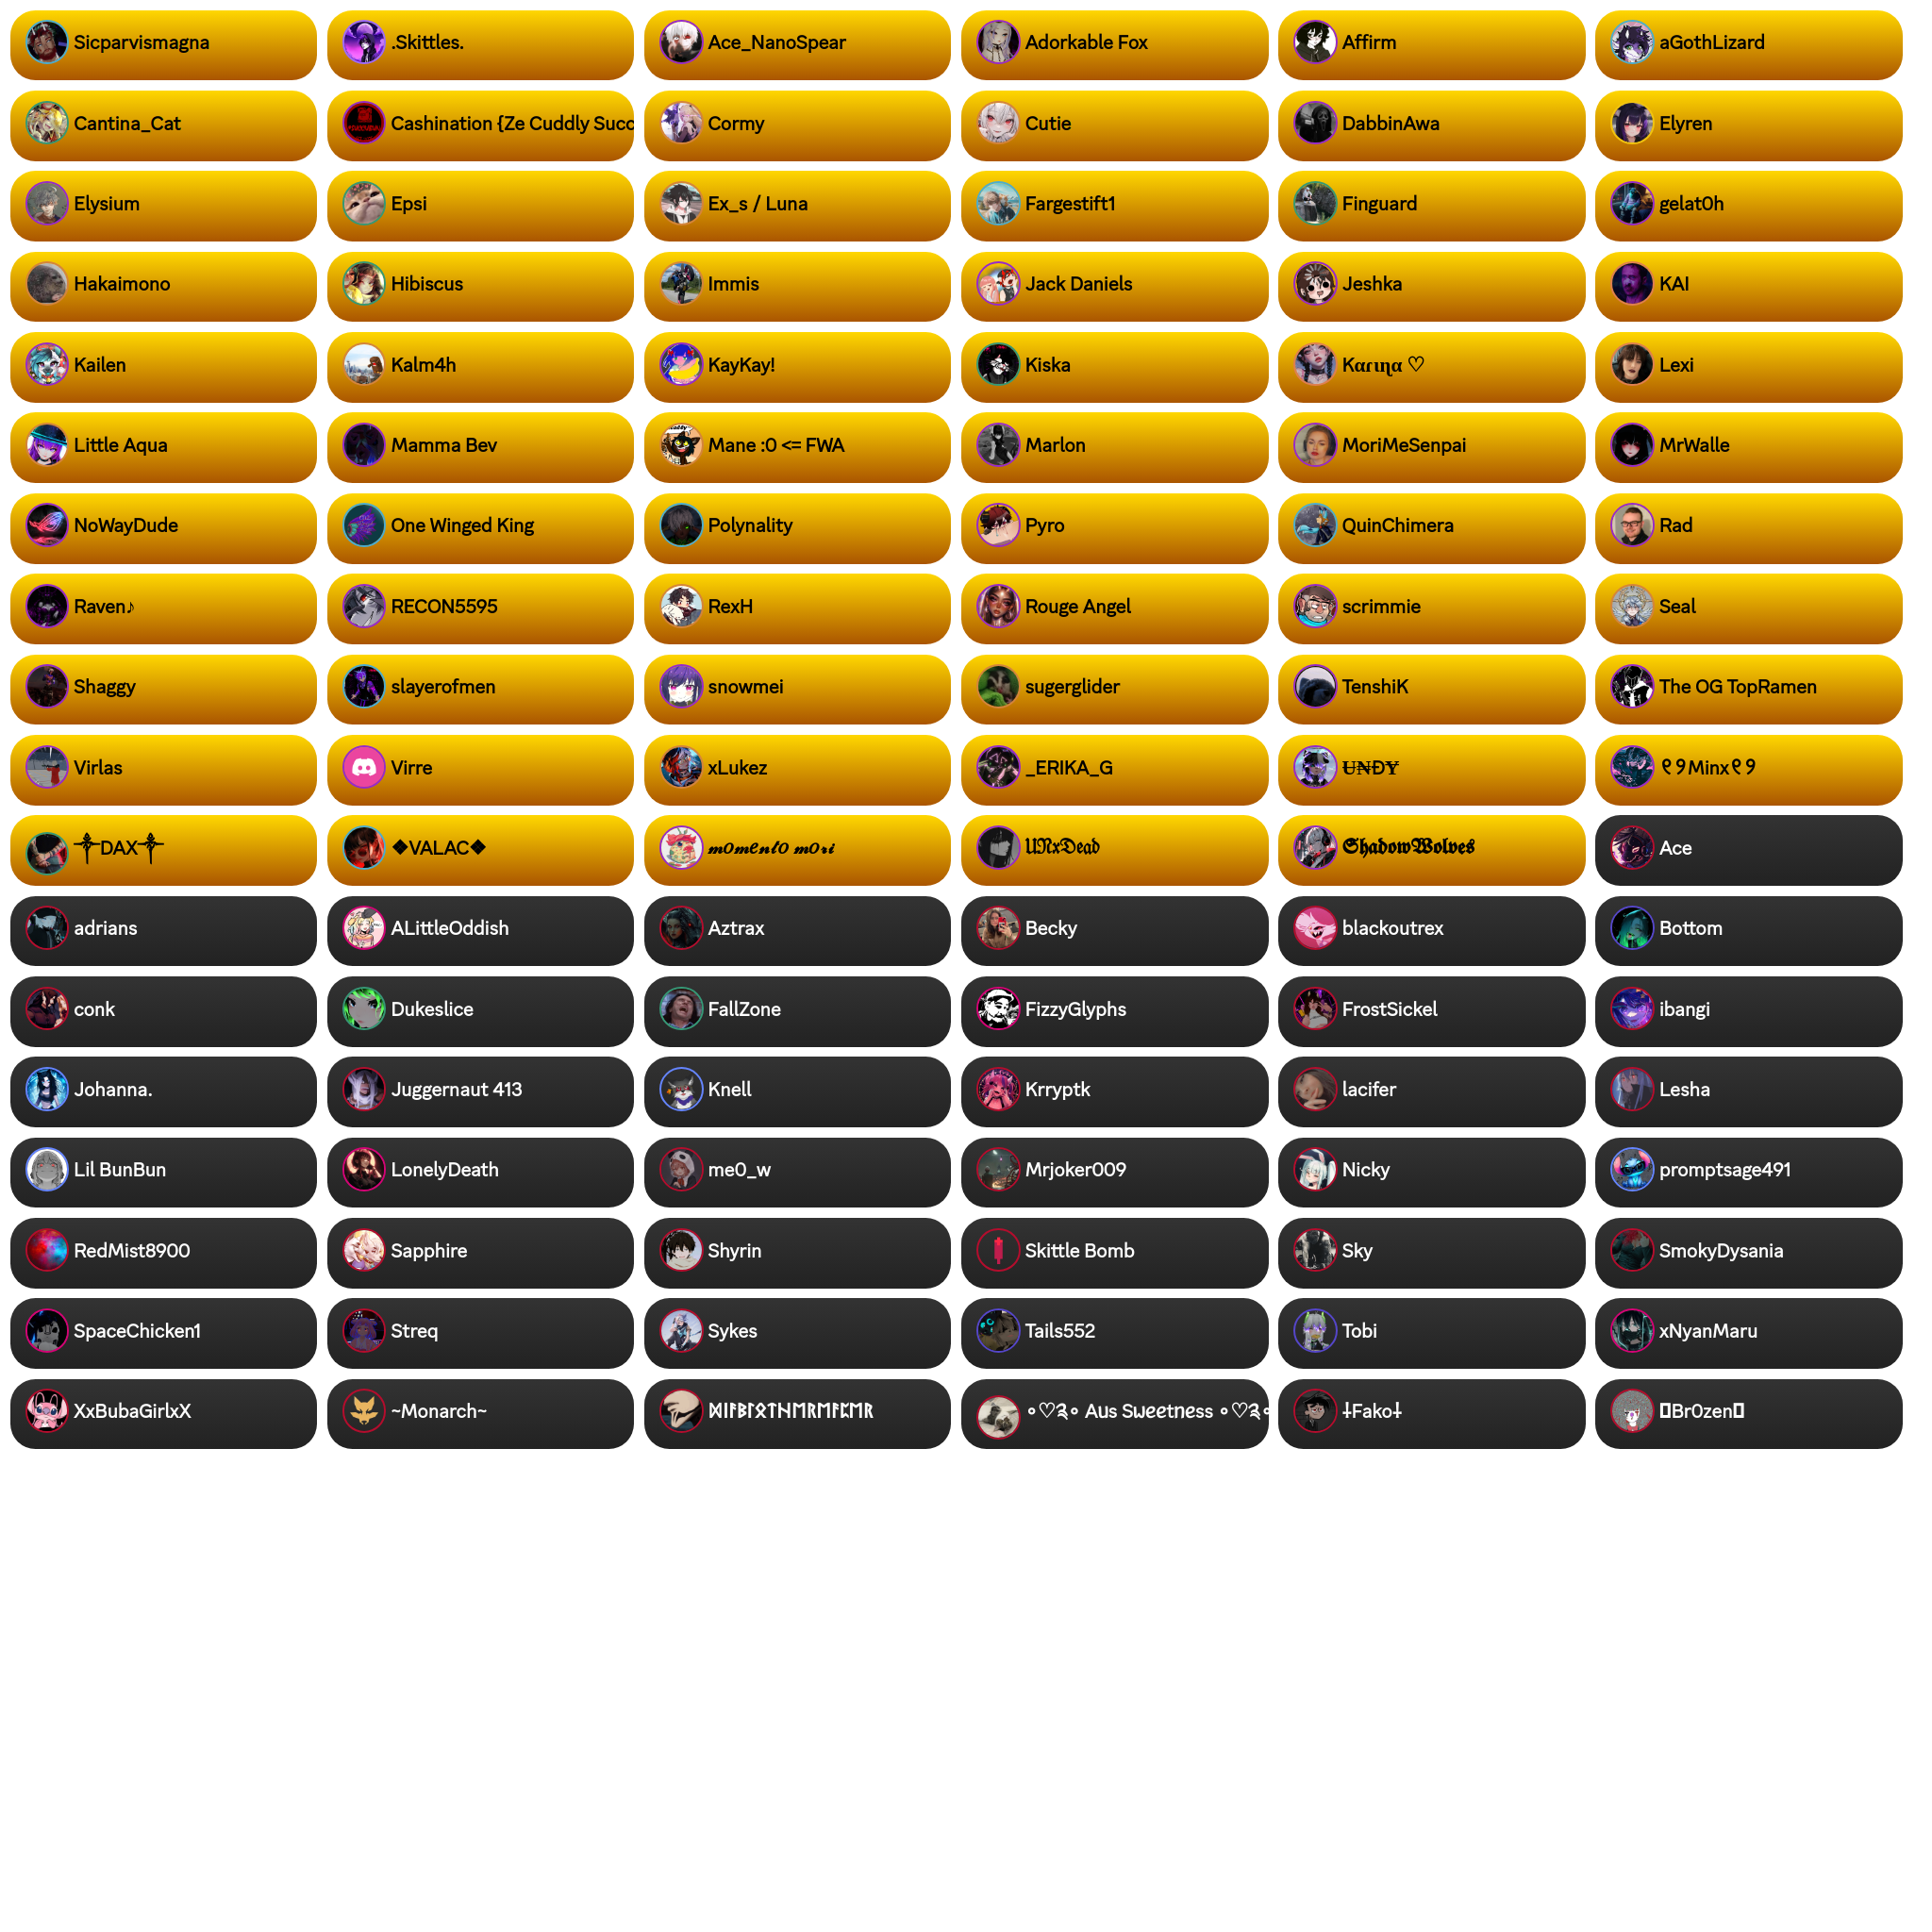 Sicparvismagna
.Skittles.
Ace_NanoSpear
Adorkable Fox
Affirm
aGothLizard
Cantina_Cat
Cashination {Ze Cuddly Succ
Cormy
Cutie
DabbinAwa
Elyren
Elysium
Epsi
Ex_s / Luna
Fargestift1
Finguard
gelat0h
Hakaimono
Hibiscus
Immis
Jack Daniels
Jeshka
KAI
Kailen
Kalm4h
KayKay!
Kiska
Kαɾιηα ♡
Lexi
Little Aqua
Mamma Bev
Mane :0 <= FWA
Marlon
MoriMeSenpai
MrWalle
NoWayDude
One Winged King
Polynality
Pyro
QuinChimera
Rad
Raven♪
RECON5595
RexH
Rouge Angel
scrimmie
Seal
Shaggy
slayerofmen
snowmei
sugerglider
TenshiK
The OG TopRamen
Virlas
Virre
xLukez
_ERIKA_G
U̶₦ĐɎ
୧୨Minx୧୨
༒DAX༒
❖VALAC❖
𝓶𝓸𝓶𝓮𝓷𝓽𝓸 𝓶𝓸𝓻𝓲
𝔘𝔑𝔵𝔇𝔢𝔞𝔡
𝕾𝖍𝖆𝖉𝖔𝖜𝖂𝖔𝖑𝖛𝖊𝖘
Ace
adrians
ALittleOddish
Aztrax
Becky
blackoutrex
Bottom
conk
Dukeslice
FallZone
FizzyGlyphs
FrostSickel
ibangi
Johanna.
Juggernaut 413
Knell
Krryptk
lacifer
Lesha
Lil BunBun
LonelyDeath
me0_w
Mrjoker009
Nicky
promptsage491
RedMist8900
Sapphire
Shyrin
Skittle Bomb
Sky
SmokyDysania
SpaceChicken1
Streq
Sykes
Tails552
Tobi
xNyanMaru
XxBubaGirlxX
~Monarch~
∘♡༉∘ Aus Sweetness ∘♡༉∘
⸸Fako⸸
Br0zen